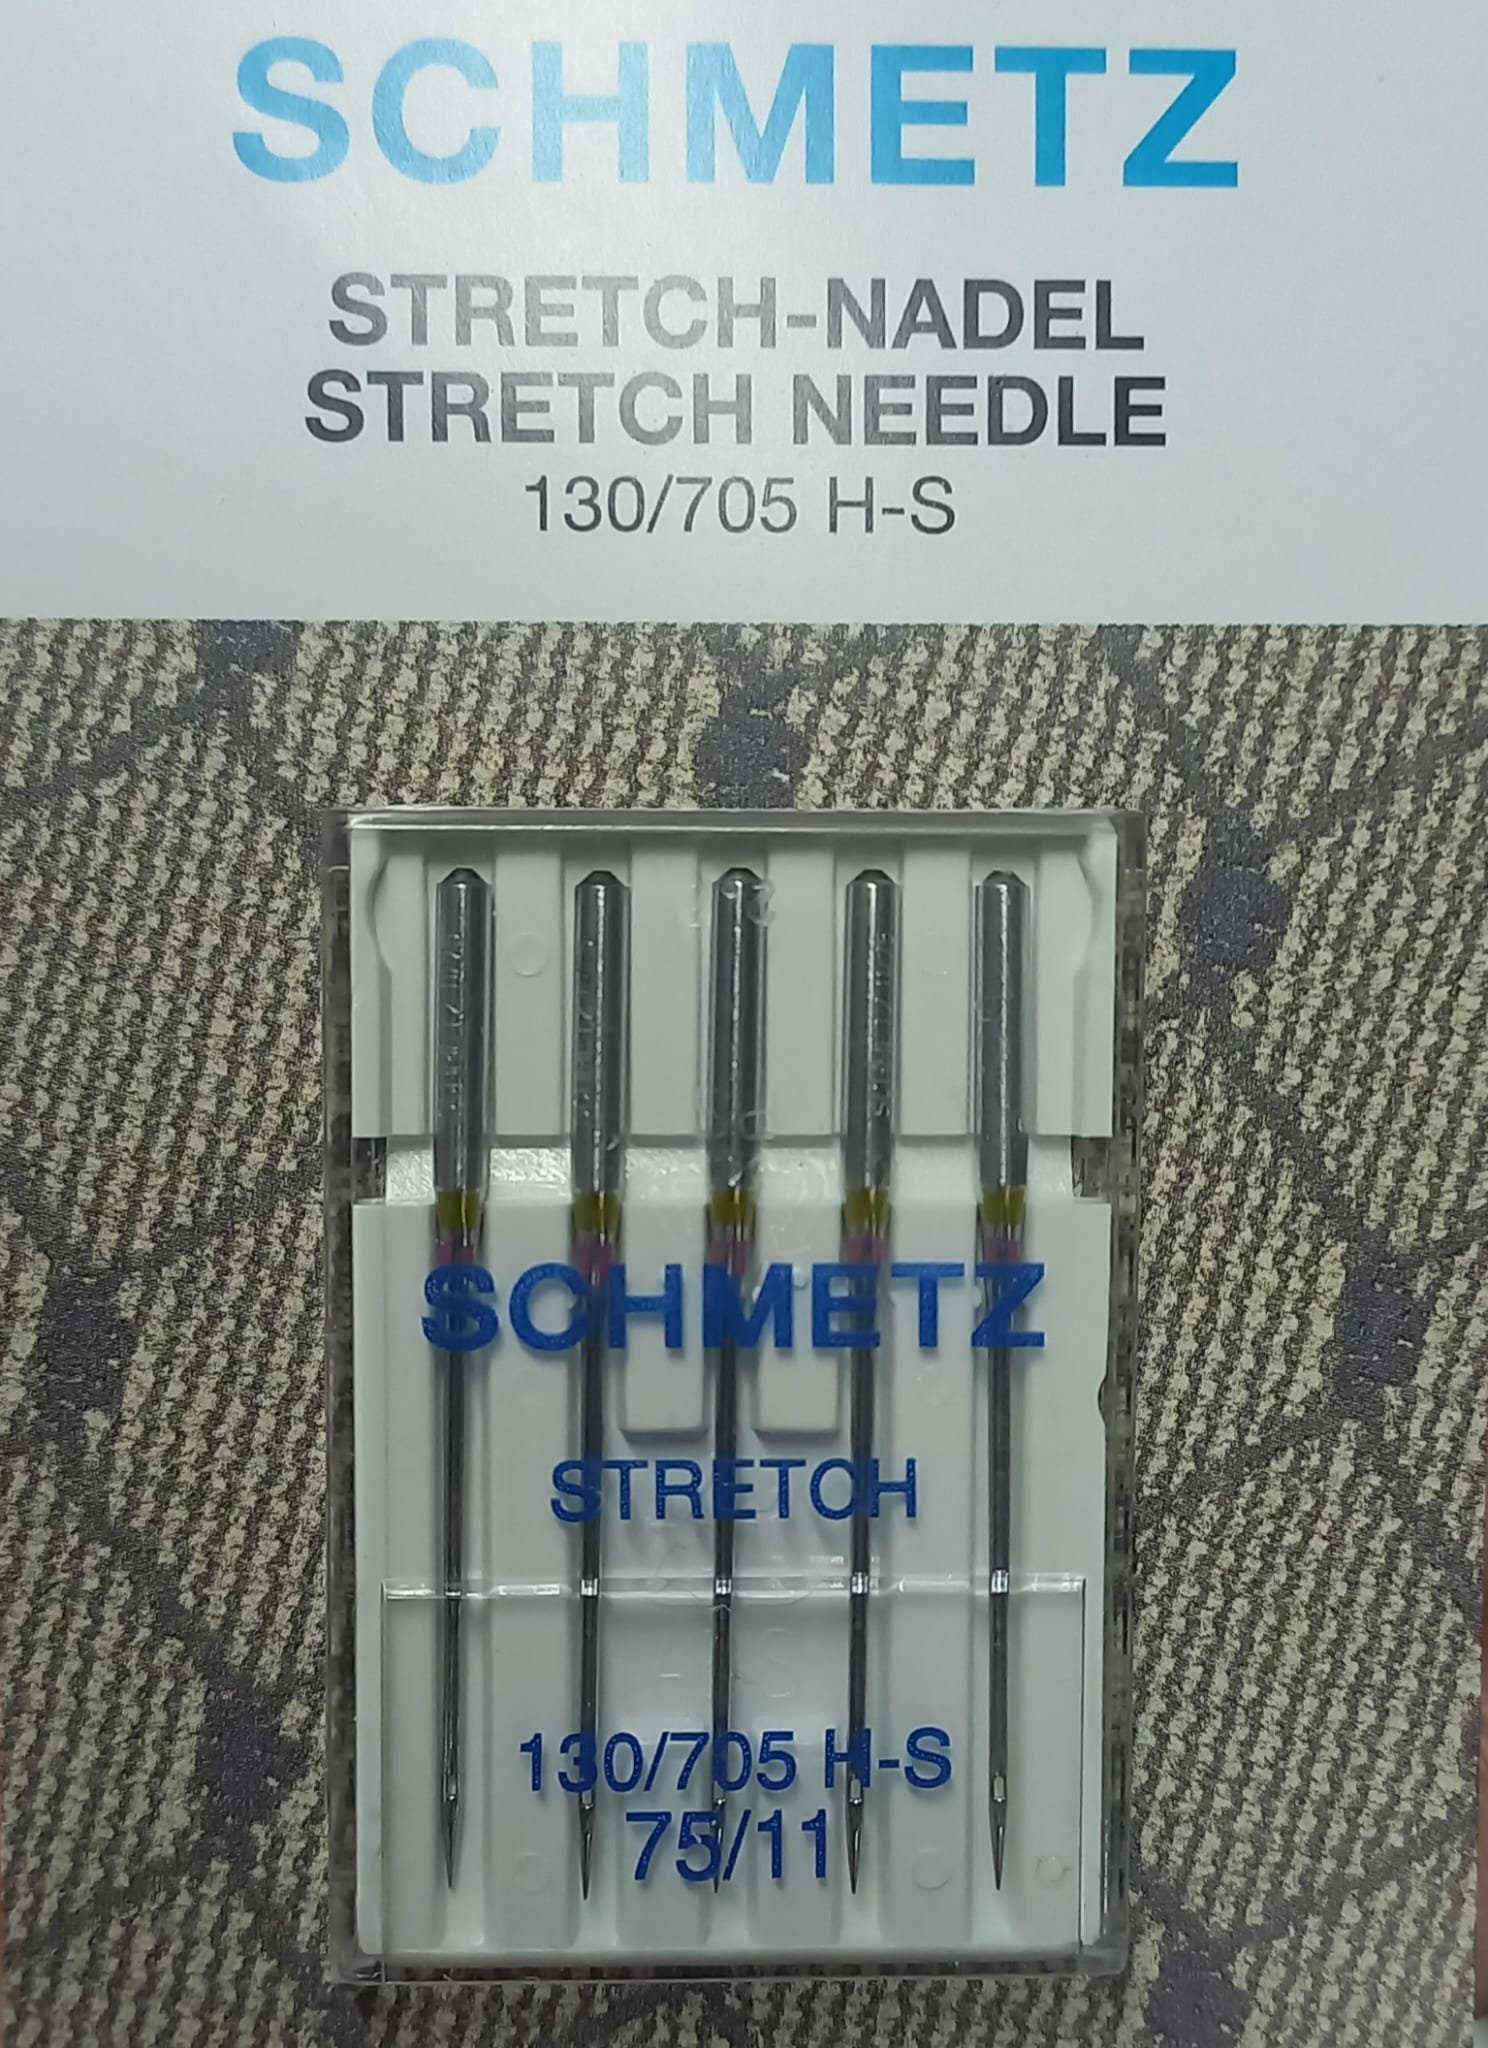 SCHMETZ
STRETCH-NADEL
STRETCH NEEDLE
130/705 H-S
SCHMETZ
STRETCH
130/705 H-S
75/11